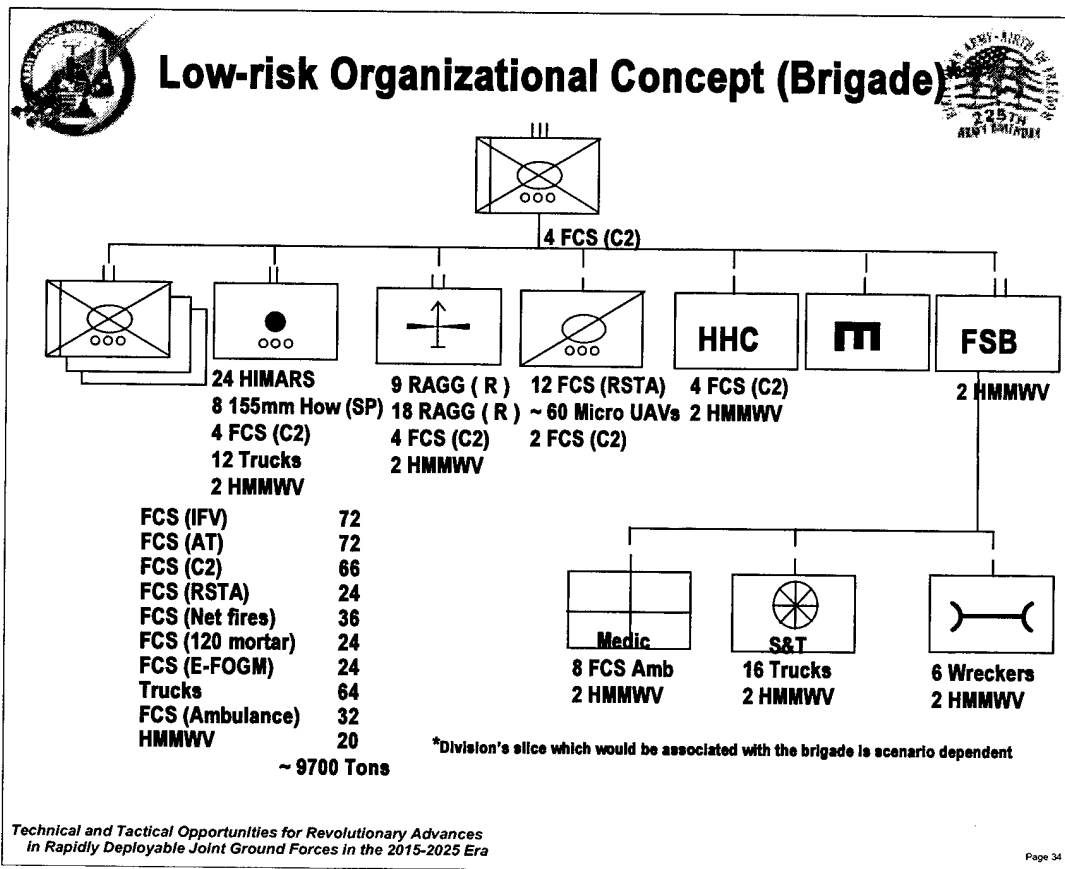 Low-risk Organizational Concept (Brigade)*
225TH
ARMY BIRTHDAY
4 FCS (C2)
24 HIMARS
8 155mm How (SP)
4 FCS (C2)
12 Trucks
2 HMMWV
9 RAGG ( R )
18 RAGG ( R )
4 FCS (C2)
2 HMMWV
12 FCS (RSTA)
~ 60 Micro UAVs
2 FCS (C2)
HHC
4 FCS (C2)
2 HMMWV
FSB
2 HMMWV
FCS (IFV) 72
FCS (AT) 72
FCS (C2) 66
FCS (RSTA) 24
FCS (Net fires) 36
FCS (120 mortar) 24
FCS (E-FOGM) 24
Trucks 64
FCS (Ambulance) 32
HMMWV 20
~ 9700 Tons
Medic
8 FCS Amb
2 HMMWV
S&T
16 Trucks
2 HMMWV
6 Wreckers
2 HMMWV
*Division's slice which would be associated with the brigade is scenario dependent
Technical and Tactical Opportunities for Revolutionary Advances
in Rapidly Deployable Joint Ground Forces in the 2015-2025 Era
Page 34